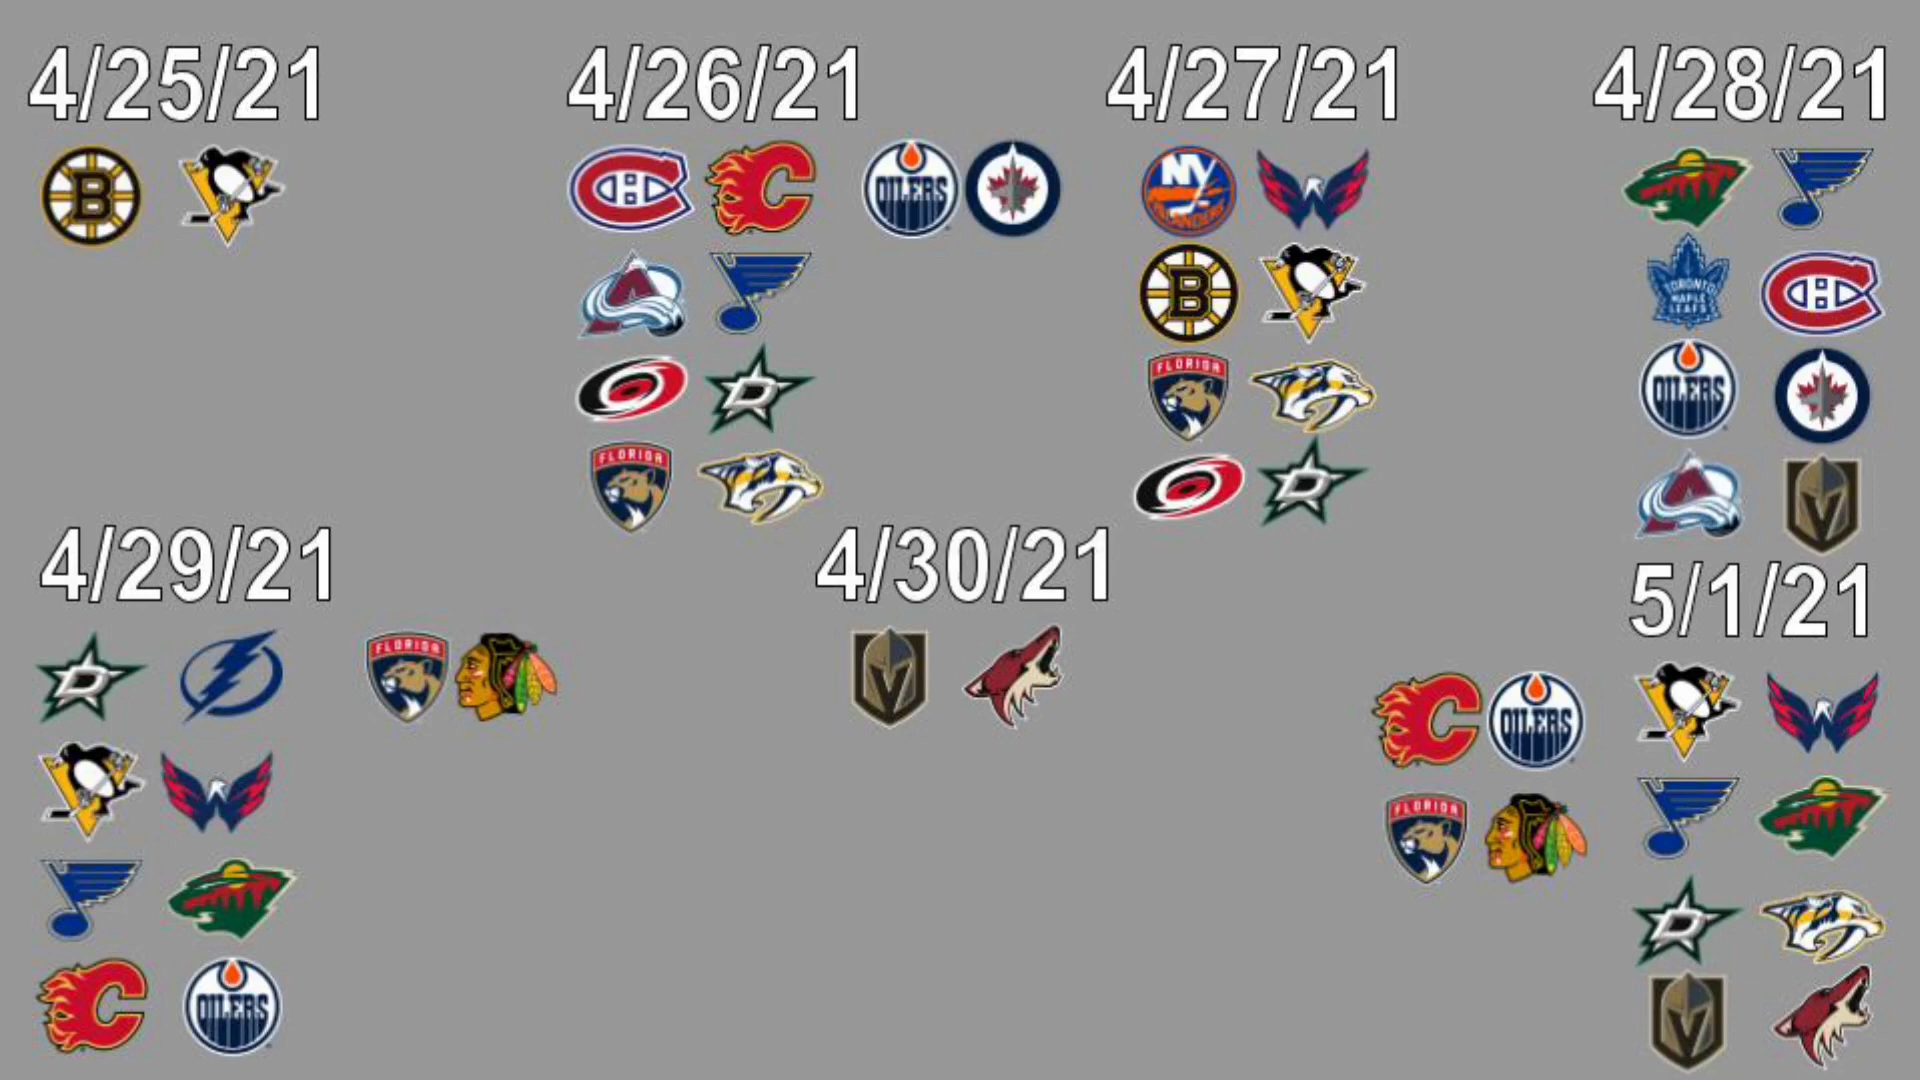 4/25/21
4/26/21
4/27/21
4/28/21
B
OILERS
NY
ISLANDERS
B
FLORIDA
FLORIDA
TORONTO
MAPLE
LEAFS
OILERS
4/29/21
4/30/21
5/1/21
FLORIDA
OILERS
FLORIDA
OILERS